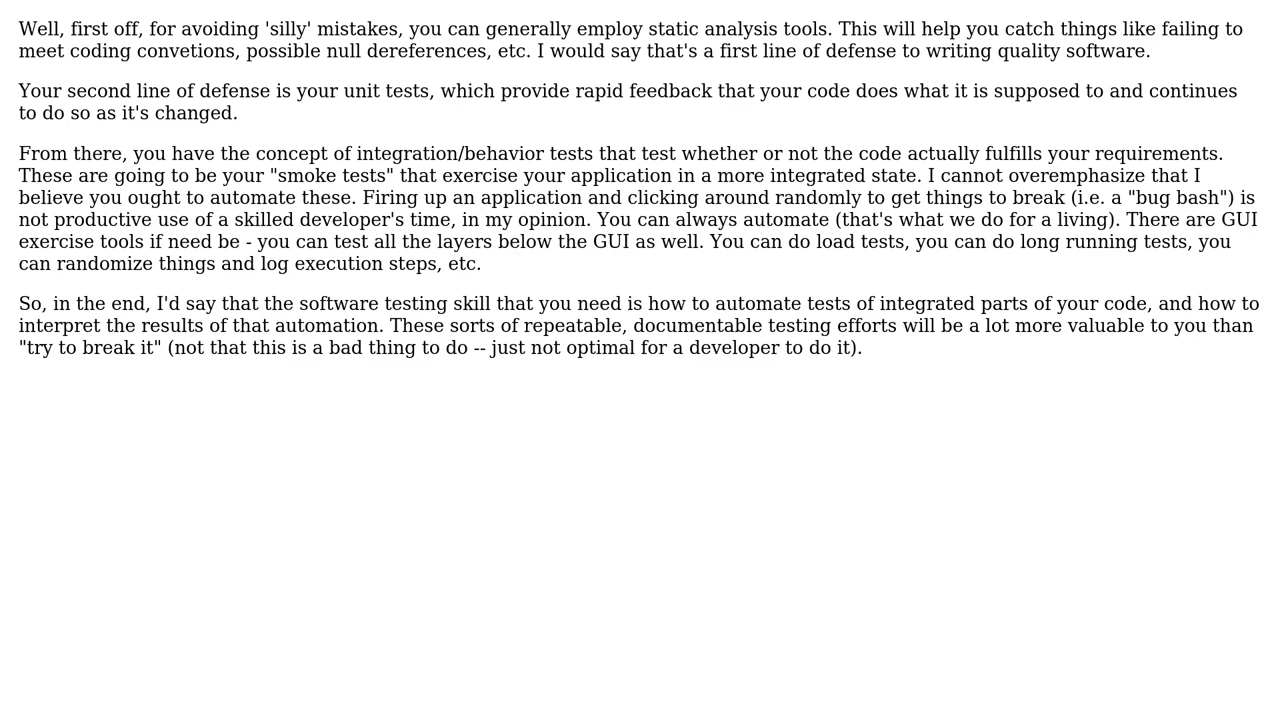 Well, first off, for avoiding 'silly' mistakes, you can generally employ static analysis tools. This will help you catch things like failing to
meet coding convetions, possible null dereferences, etc. I would say that's a first line of defense to writing quality software.
Your second line of defense is your unit tests, which provide rapid feedback that your code does what it is supposed to and continues
to do so as it's changed.
From there, you have the concept of integration/behavior tests that test whether or not the code actually fulfills your requirements.
These are going to be your "smoke tests" that exercise your application in a more integrated state. I cannot overemphasize that I
believe you ought to automate these. Firing up an application and clicking around randomly to get things to break (i.e. a "bug bash") is
not productive use of a skilled developer's time, in my opinion. You can always automate (that's what we do for a living). There are GUI
exercise tools if need be - you can test all the layers below the GUI as well. You can do load tests, you can do long running tests, you
can randomize things and log execution steps, etc.
So, in the end, I'd say that the software testing skill that you need is how to automate tests of integrated parts of your code, and how to
interpret the results of that automation. These sorts of repeatable, documentable testing efforts will be a lot more valuable to you than
"try to break it" (not that this is a bad thing to do -- just not optimal for a developer to do it).